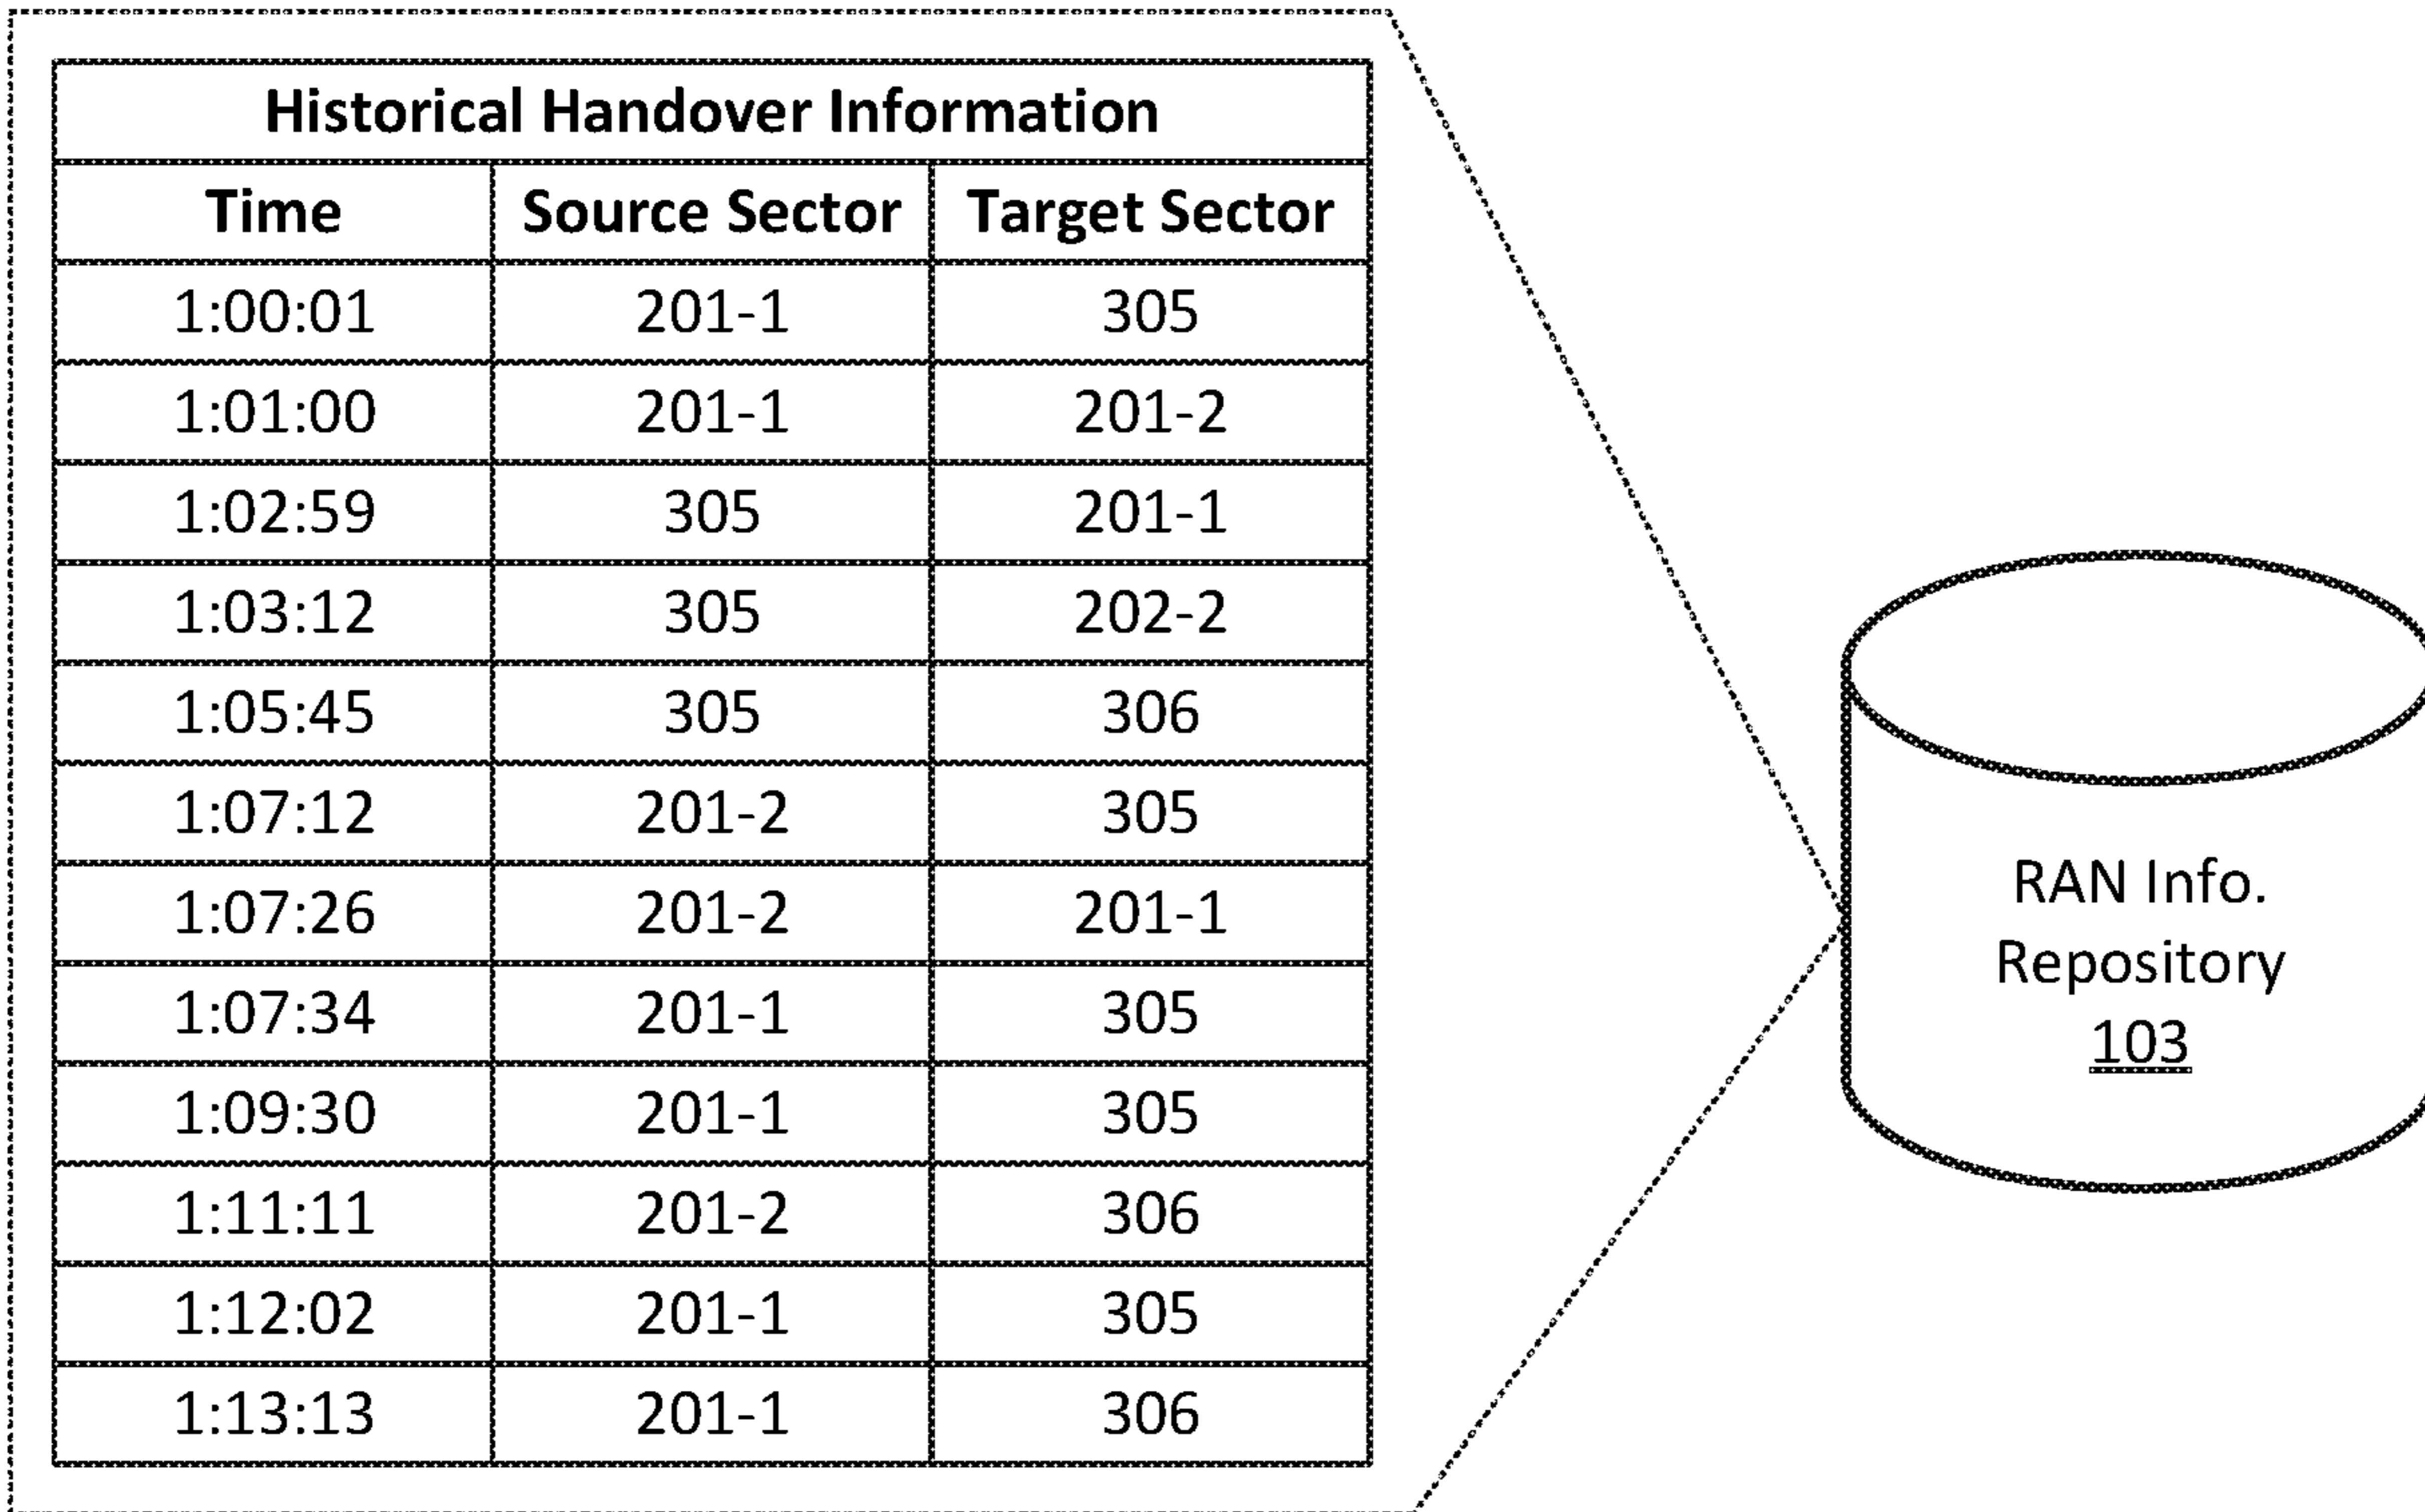 Historical Handover Information
Time Source Sector Target Sector
1:00:01 201-1 305
1:01:00 201-1 201-2
1:02:59 305 201-1
1:03:12 305 202-2
1:05:45 305 306
1:07:12 201-2 305
1:07:26 201-2 201-1
1:07:34 201-1 305
1:09:30 201-1 305
1:11:11 201-2 306
1:12:02 201-1 305
1:13:13 201-1 306
RAN Info.
Repository
103